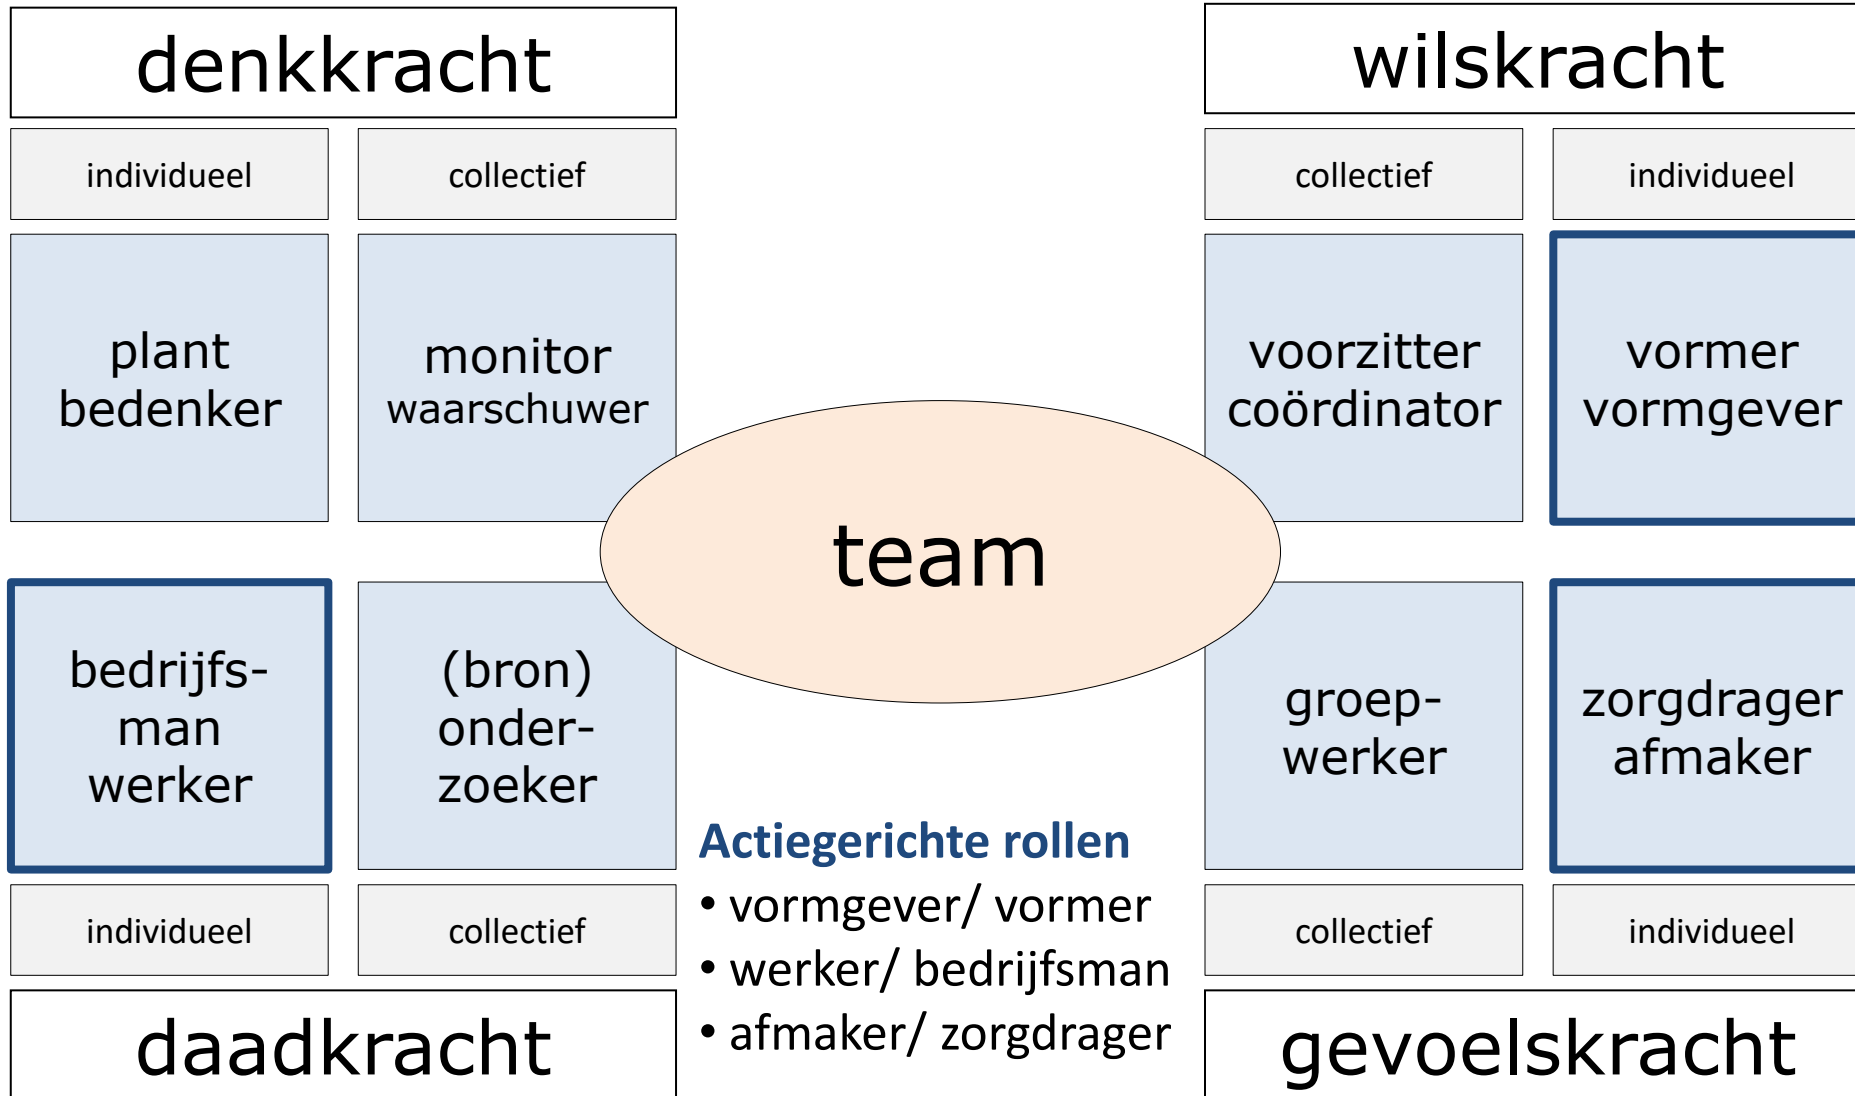 denkkracht
wilskracht
individueel
collectief
collectief
individueel
plant
bedenker
monitor
waarschuwer
voorzitter
coördinator
vormer
vormgever
team
bedrijfs-
man
werker
(bron)
onder-
zoeker
groep-
werker
zorgdrager
afmaker
Actiegerichte rollen
• vormgever/ vormer
• werker/ bedrijfsman
• afmaker/ zorgdrager
individueel
collectief
collectief
individueel
daadkracht
gevoelskracht